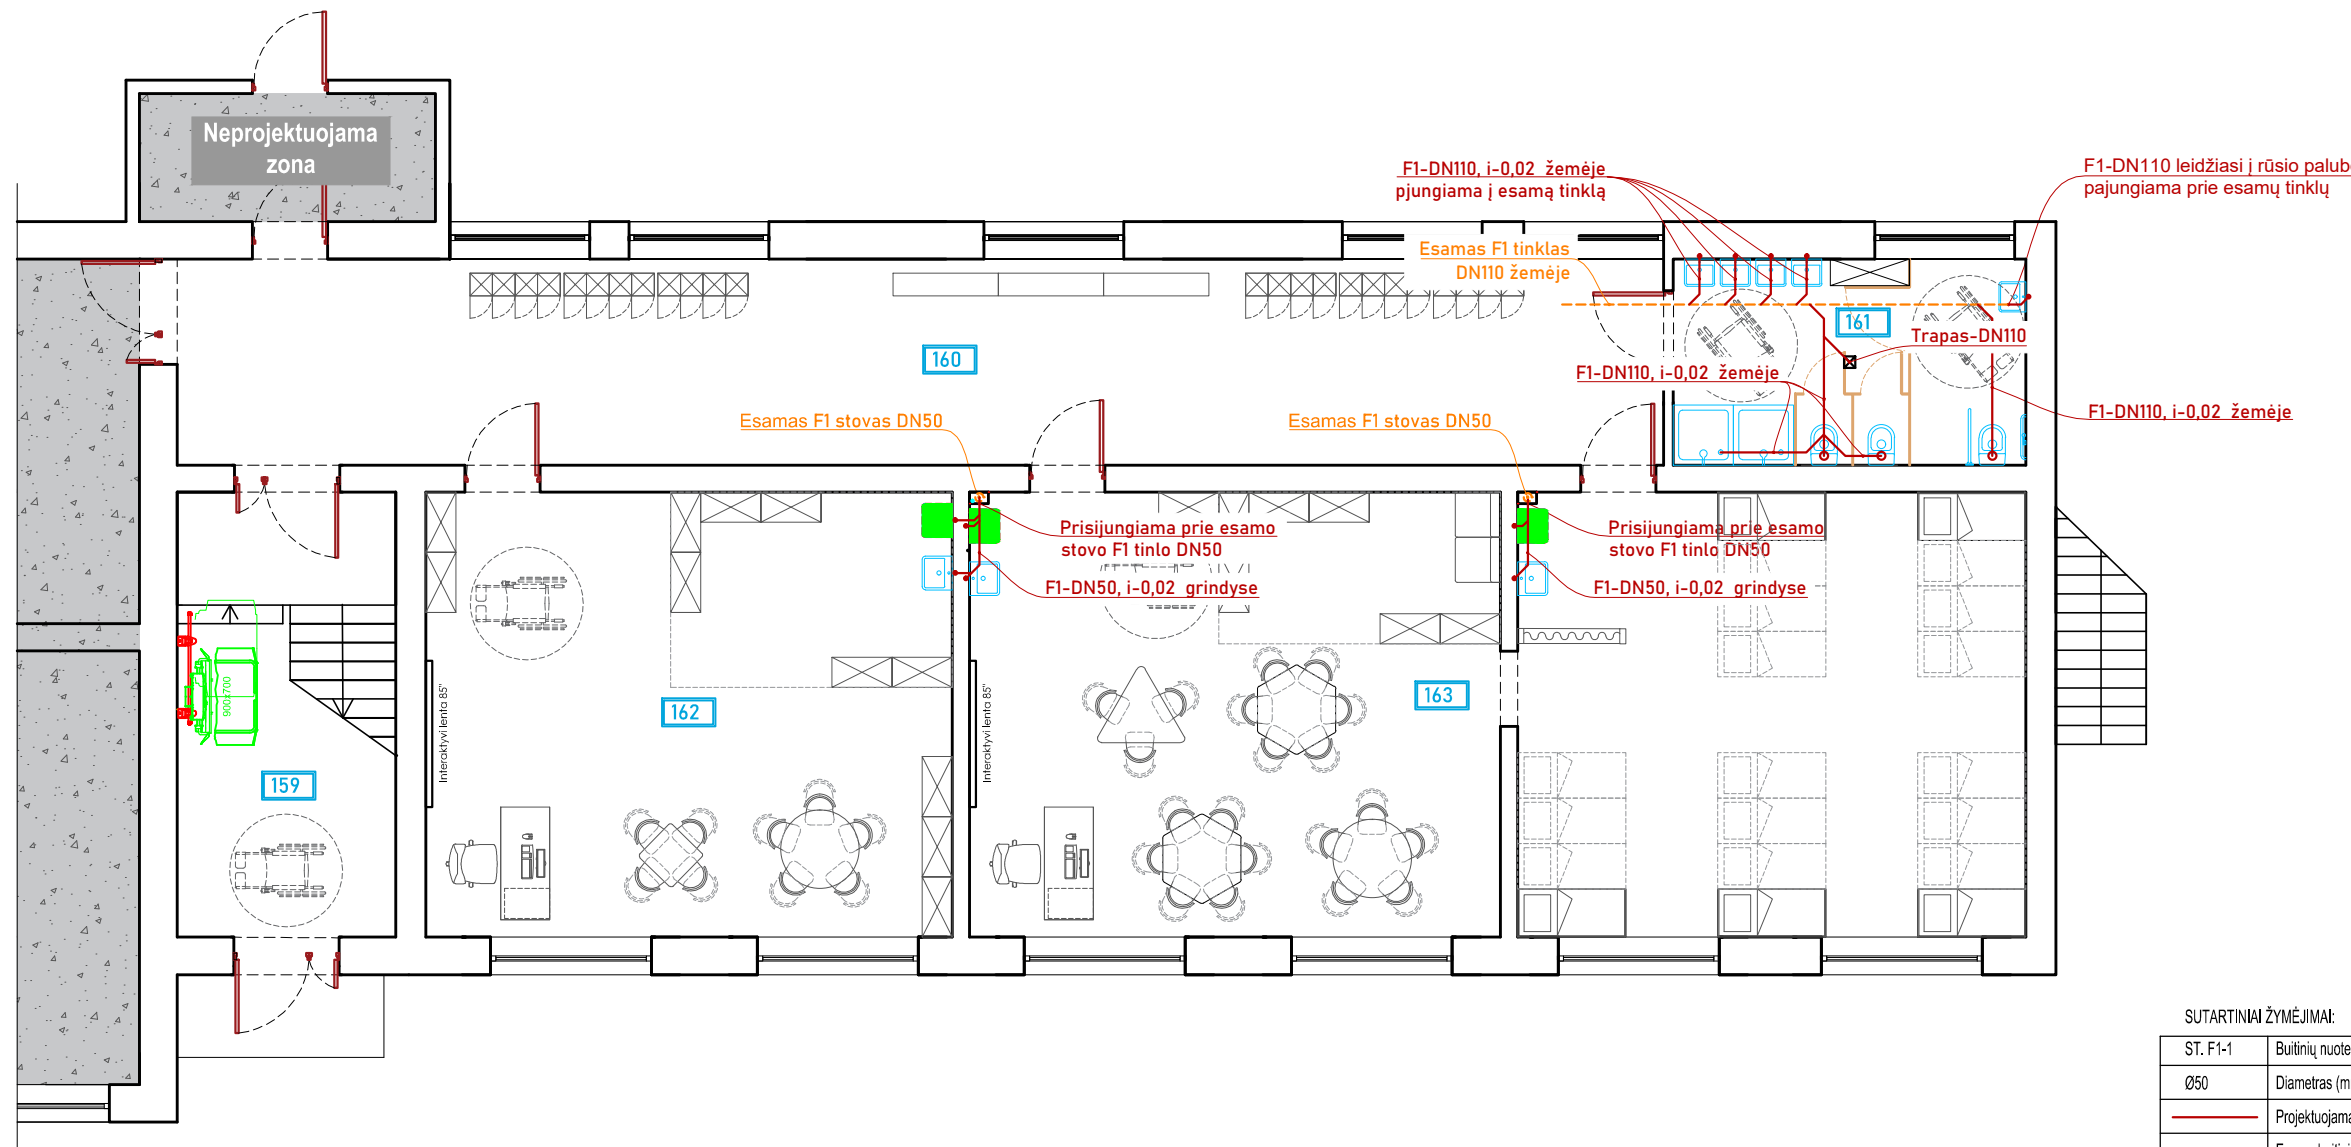 Neprojektuojama
zona
F1-DN110, i-0,02 žemėje
pjungiama į esamą tinklą
F1-DN110 leidžiasi į rūsio palub
pajungiama prie esamų tinklų
Esamas F1 tinklas
DN110 žemėje
161
Trapas-DN110
160
F1-DN110, i-0,02 žemėje
F1-DN110, i-0,02 žemėje
Esamas F1 stovas DN50
Esamas F1 stovas DN50
Prisijungiama prie esamo
stovo F1 tinlo DN50
F1-DN50, i-0,02 grindyse
Prisijungiama prie esamo
stovo F1 tinlo DN50
F1-DN50, i-0,02 grindyse
900x700
Interaktyvi lenta 85"
162
Interaktyvi lenta 85"
163
159
SUTARTINIAI ŽYMĖJIMAI:
ST. F1-1 Buitinių nuote
Ø50 Diametras (m
Projektuojama